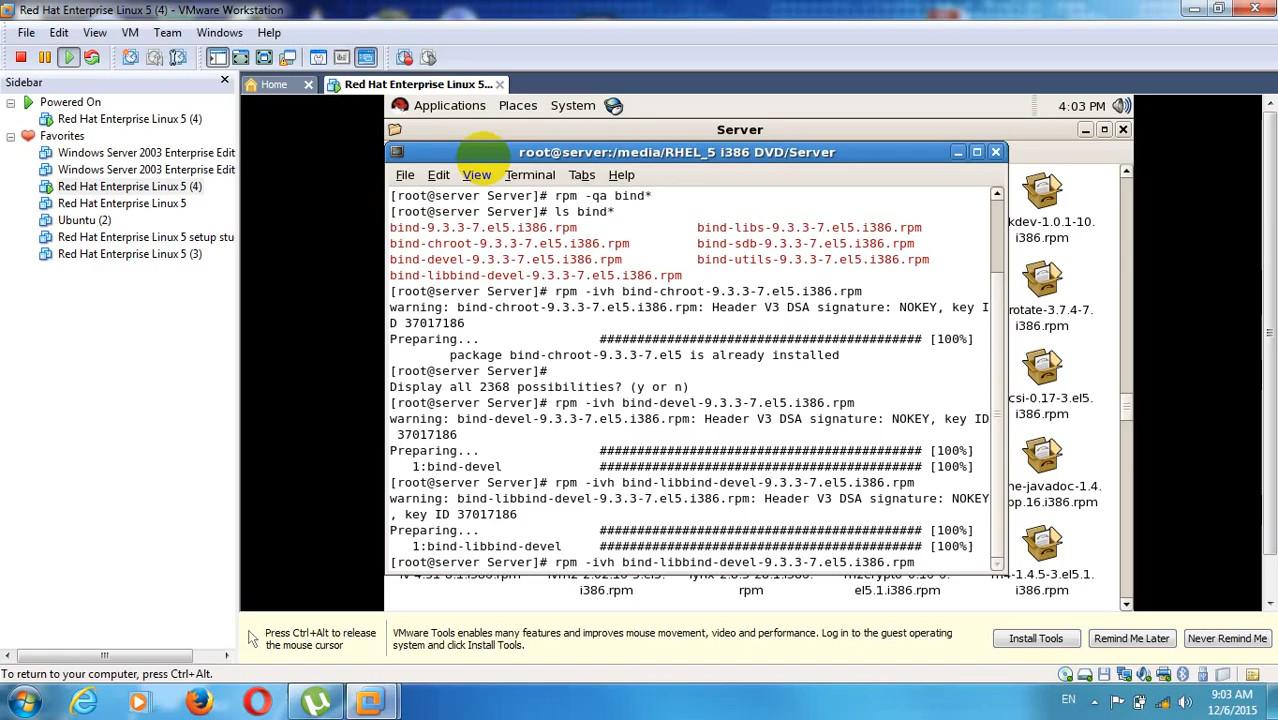 Red Hat Enterprise Linux 5 (4) - VMware Workstation
File Edit View VM Team Windows Help
Sidebar
Powered On
Red Hat Enterprise Linux 5 (4)
Favorites
Windows Server 2003 Enterprise Edit
Windows Server 2003 Enterprise Edit
Red Hat Enterprise Linux 5 (4)
Red Hat Enterprise Linux 5
Ubuntu (2)
Red Hat Enterprise Linux 5 setup stu
Red Hat Enterprise Linux 5 (3)
Home
Red Hat Enterprise Linux 5...
Applications Places System
4:03 PM
Server
root@server:/media/RHEL_5 i386 DVD/Server
File Edit View Terminal Tabs Help
[root@server Server]# rpm -qa bind*
[root@server Server]# ls bind*
bind-9.3.3-7.el5.i386.rpm bind-libs-9.3.3-7.el5.i386.rpm
bind-chroot-9.3.3-7.el5.i386.rpm bind-sdb-9.3.3-7.el5.i386.rpm
bind-devel-9.3.3-7.el5.i386.rpm bind-utils-9.3.3-7.el5.i386.rpm
bind-libbind-devel-9.3.3-7.el5.i386.rpm
[root@server Server]# rpm -ivh bind-chroot-9.3.3-7.el5.i386.rpm
warning: bind-chroot-9.3.3-7.el5.i386.rpm: Header V3 DSA signature: NOKEY, key I
D 37017186
Preparing... ########################################### [100%]
package bind-chroot-9.3.3-7.el5 is already installed
[root@server Server]#
Display all 2368 possibilities? (y or n)
[root@server Server]# rpm -ivh bind-devel-9.3.3-7.el5.i386.rpm
warning: bind-devel-9.3.3-7.el5.i386.rpm: Header V3 DSA signature: NOKEY, key ID
37017186
Preparing... ########################################### [100%]
1:bind-devel ########################################### [100%]
[root@server Server]# rpm -ivh bind-libbind-devel-9.3.3-7.el5.i386.rpm
warning: bind-libbind-devel-9.3.3-7.el5.i386.rpm: Header V3 DSA signature: NOKEY
, key ID 37017186
Preparing... ########################################### [100%]
1:bind-libbind-devel ########################################### [100%]
[root@server Server]# rpm -ivh bind-libbind-devel-9.3.3-7.el5.i386.rpm
kdev-1.0.1-10.
i386.rpm
rotate-3.7.4-7.
i386.rpm
csi-0.17-3.el5.
i386.rpm
ne-javadoc-1.4.
op.16.i386.rpm
i386.rpm
rpm
el5.1.i386.rpm
m4-1.4.5-3.el5.1.
i386.rpm
Press Ctrl+Alt to release
the mouse cursor
VMware Tools enables many features and improves mouse movement, video and performance. Log in to the guest operating
system and click Install Tools.
Install Tools
Remind Me Later
Never Remind Me
To return to your computer, press Ctrl+Alt.
EN
9:03 AM
12/6/2015